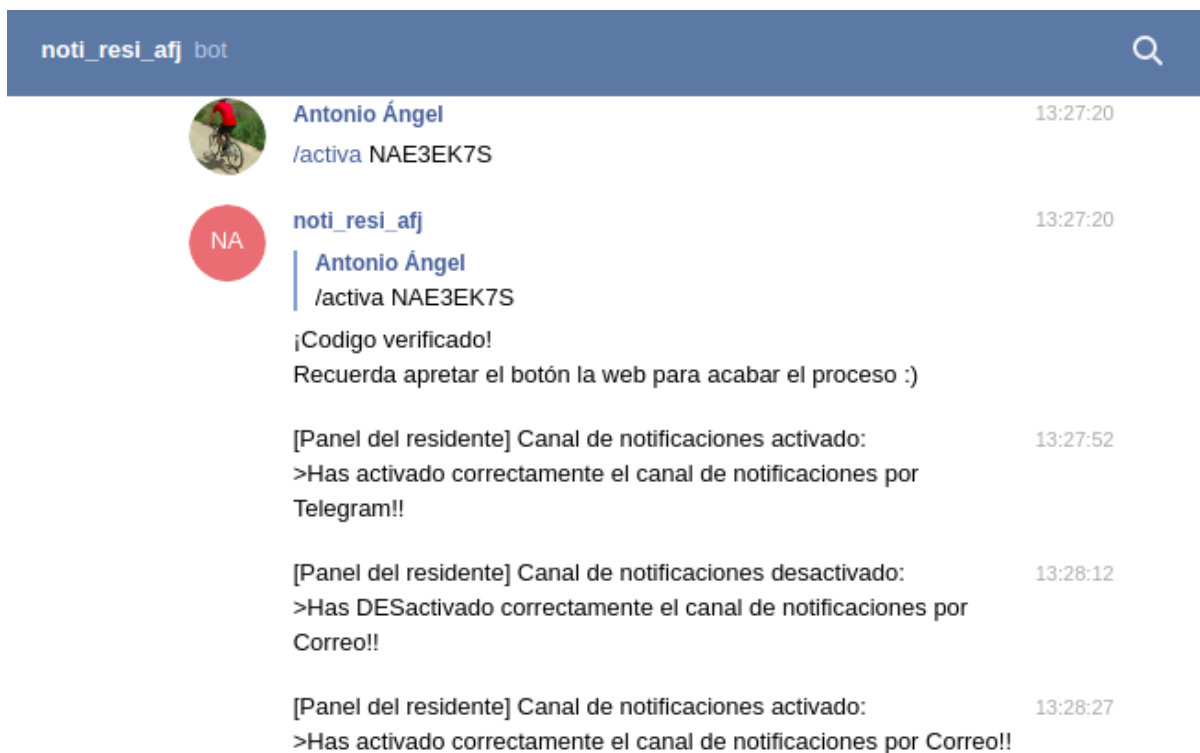 noti_resi_afj bot
Antonio Ángel 13:27:20
/activa NAE3EK7S
NA
noti_resi_afj 13:27:20
Antonio Ángel
/activa NAE3EK7S
¡Codigo verificado!
Recuerda apretar el botón la web para acabar el proceso :)
[Panel del residente] Canal de notificaciones activado: 13:27:52
>Has activado correctamente el canal de notificaciones por
Telegram!!
[Panel del residente] Canal de notificaciones desactivado: 13:28:12
>Has DESactivado correctamente el canal de notificaciones por
Correo!!
[Panel del residente] Canal de notificaciones activado: 13:28:27
>Has activado correctamente el canal de notificaciones por Correo!!